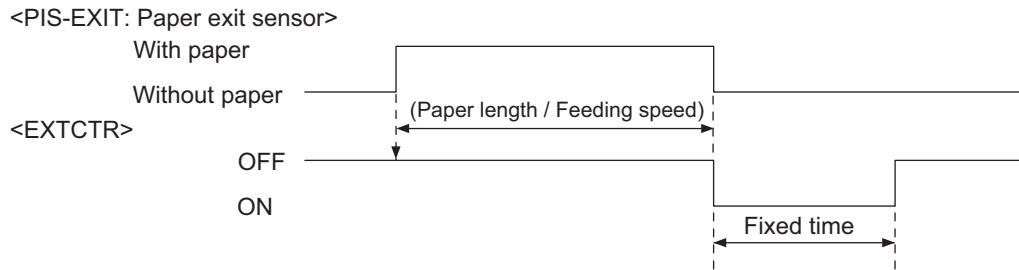 <PIS-EXIT: Paper exit sensor>
With paper
Without paper
(Paper length / Feeding speed)
<EXTCTR>
OFF
ON
Fixed time